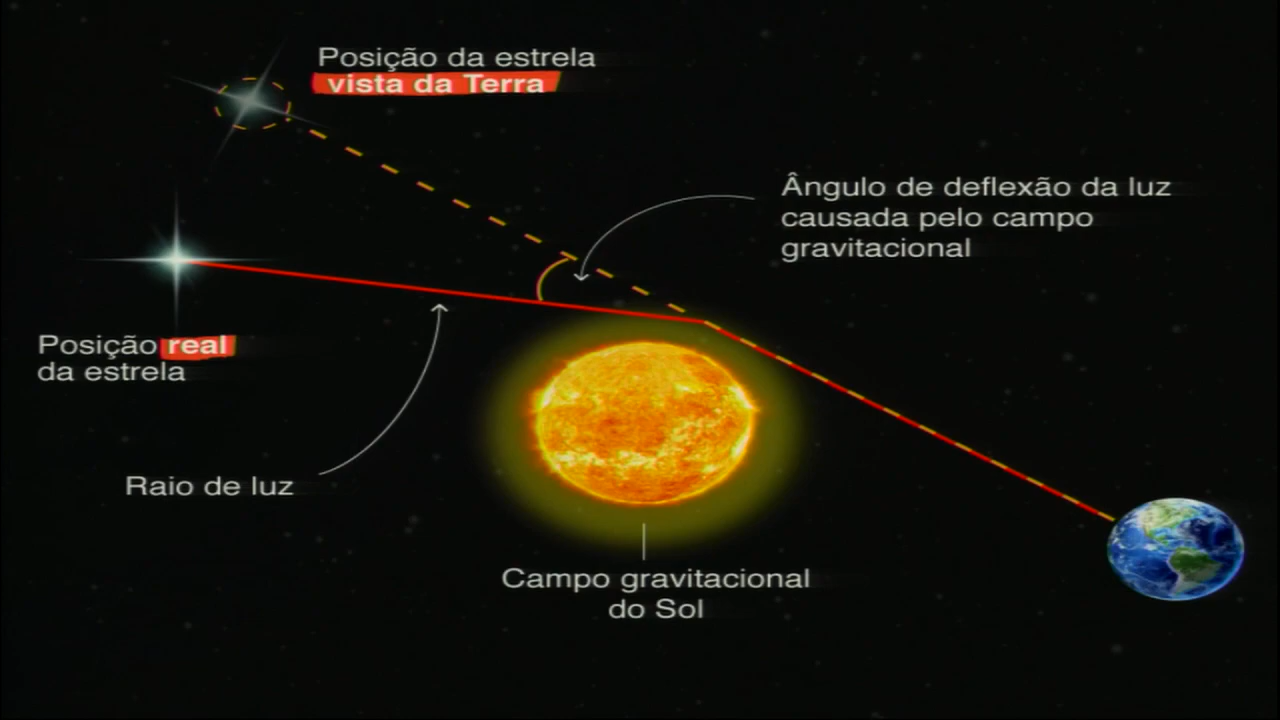 Posição da estrela
vista da Terra
Ângulo de deflexão da luz
causada pelo campo
gravitacional
Posição real
da estrela
Raio de luz
Campo gravitacional
do Sol